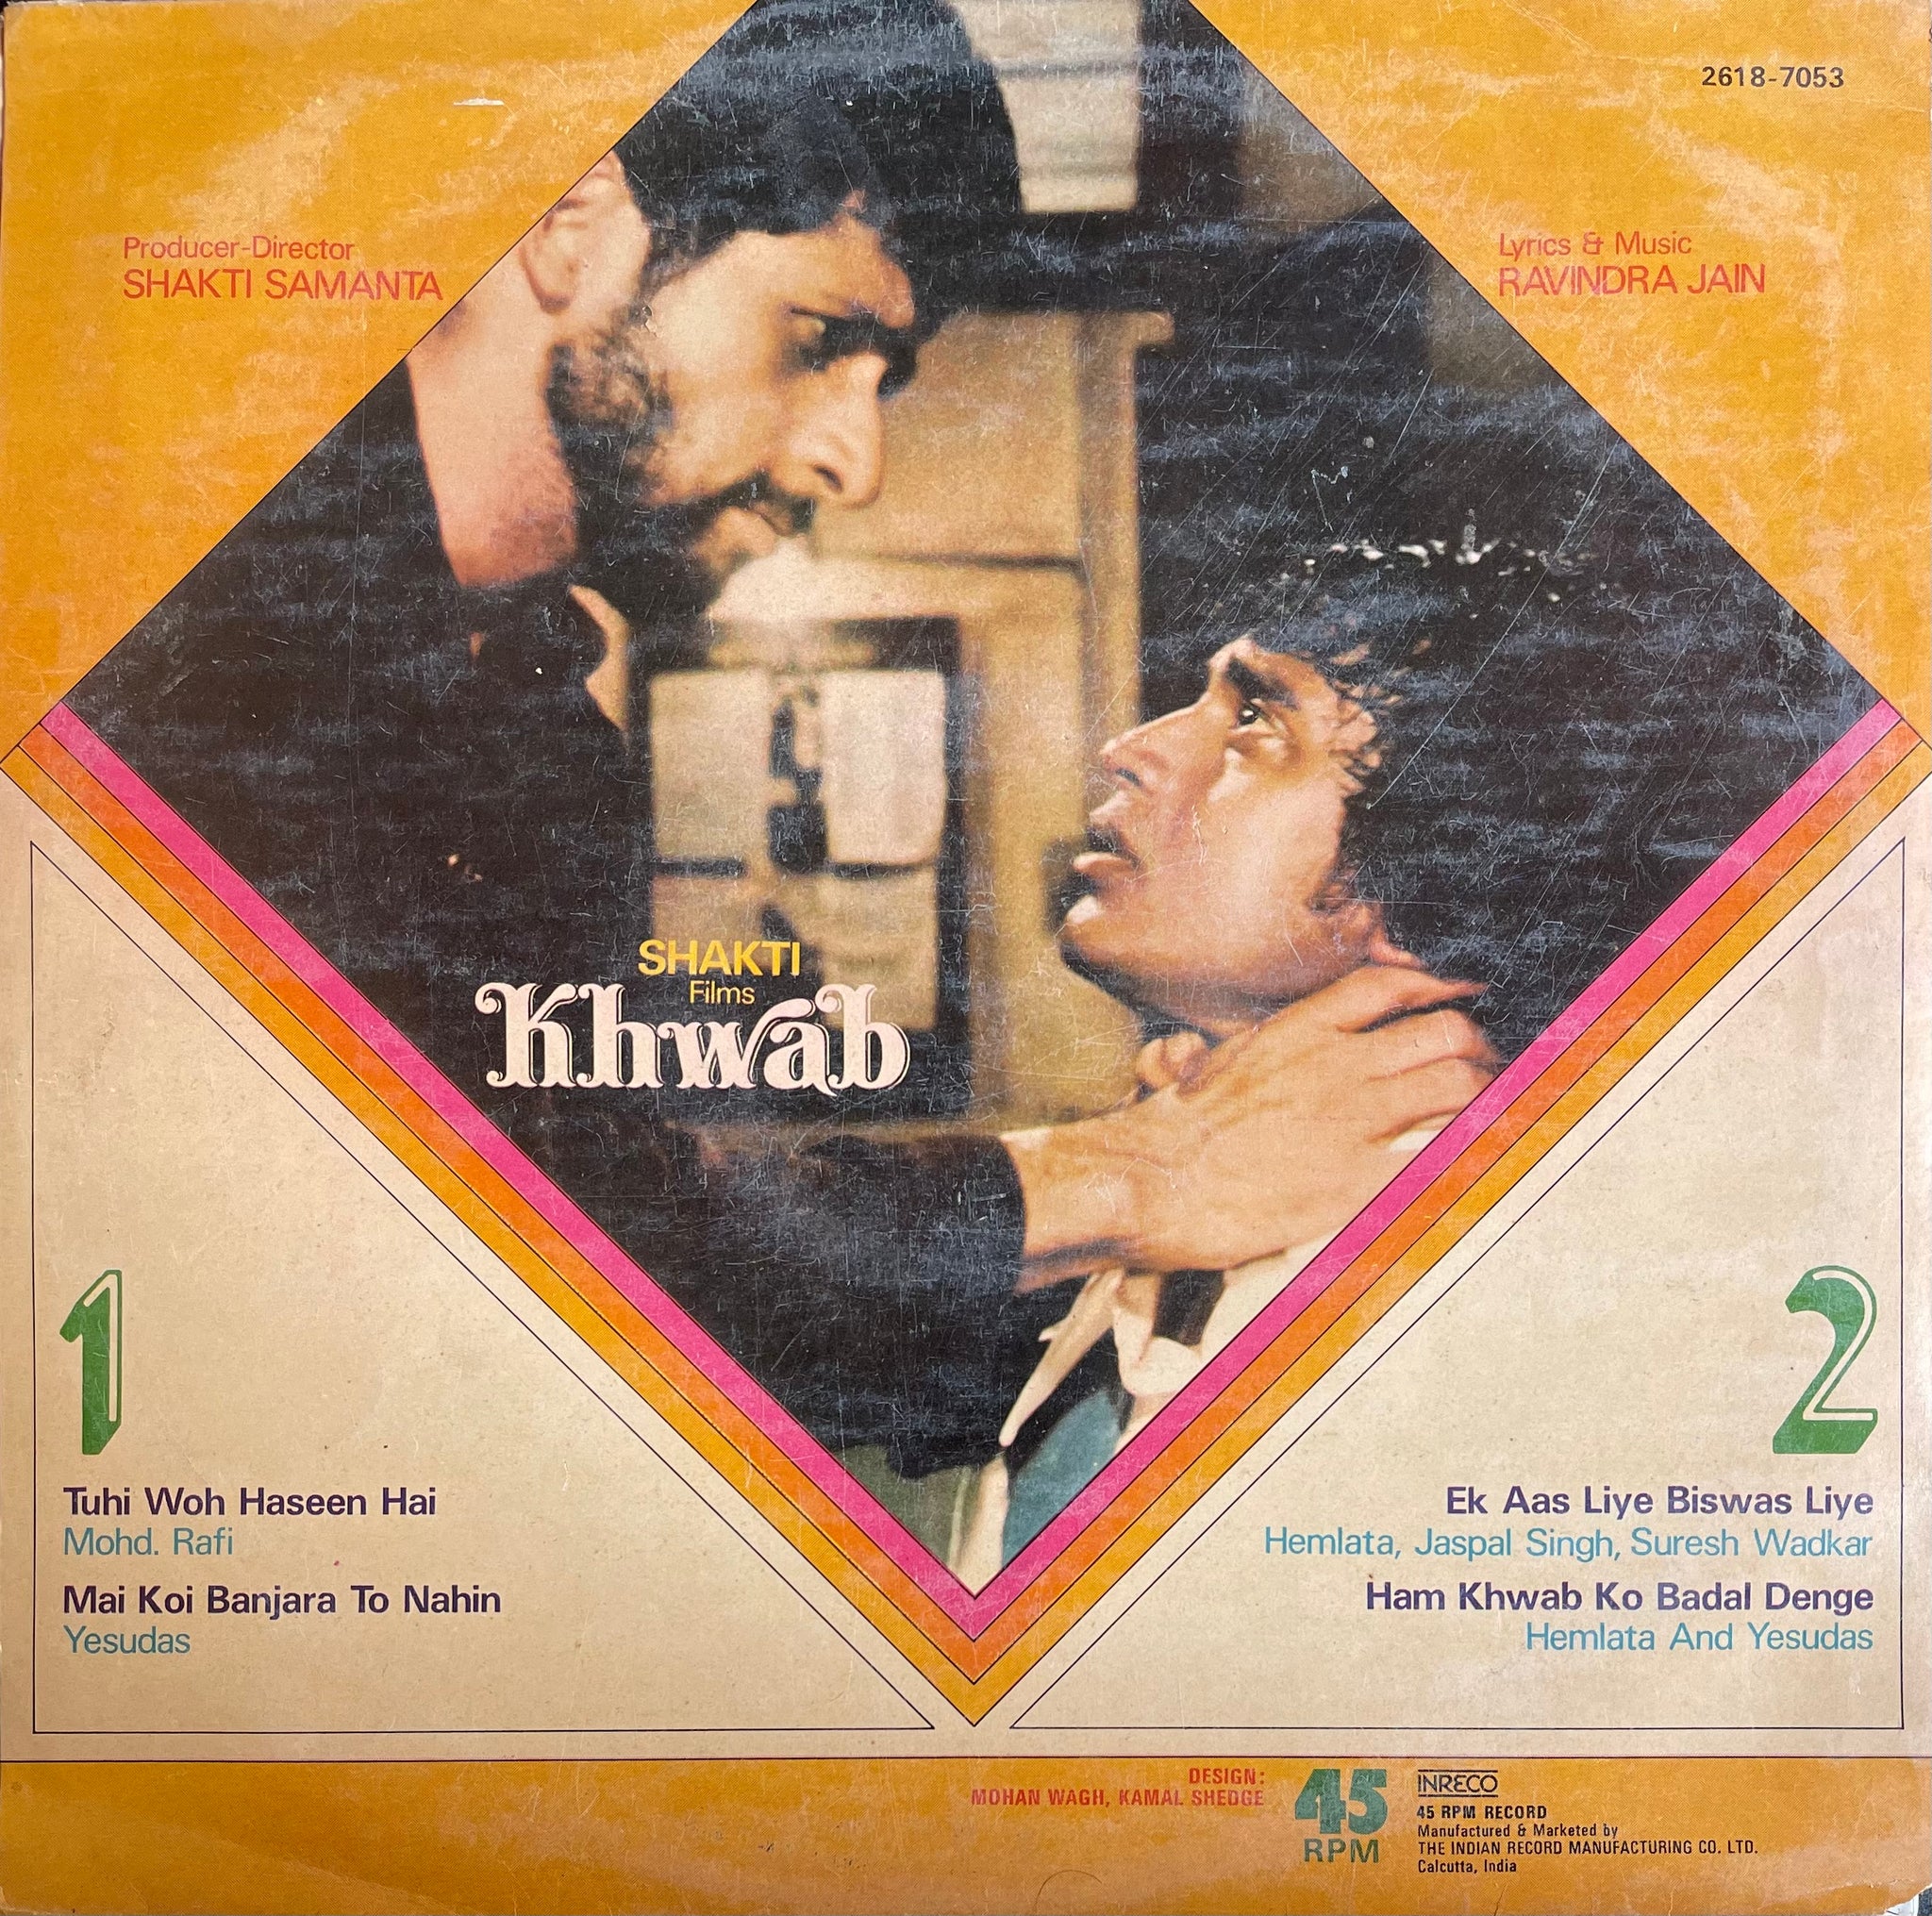 2618-7053
Producer-Director
SHAKTI SAMANTA
Lyrics & Music
RAVINDRA JAIN
SHAKTI
Films
Khwab
1
Tuhi Woh Haseen Hai
Mohd. Rafi
Mai Koi Banjara To Nahin
Yesudas
2
Ek Aas Liye Biswas Liye
Hemlata, Jaspal Singh, Suresh Wadkar
Ham Khwab Ko Badal Denge
Hemlata And Yesudas
DESIGN:
MOHAN WAGH, KAMAL SHEDGE
45
RPM
INRECO
45 RPM RECORD
Manufactured & Marketed by
THE INDIAN RECORD MANUFACTURING CO. LTD.
Calcutta, India